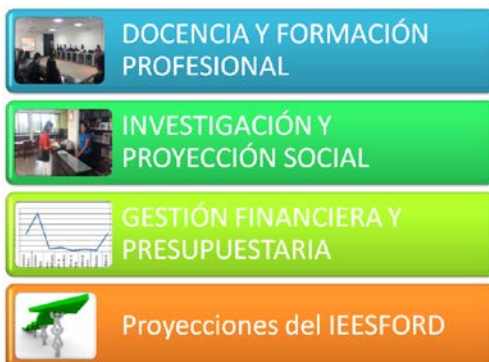 DOCENCIA Y FORMACIÓN
PROFESIONAL
INVESTIGACIÓN Y
PROYECCIÓN SOCIAL
GESTIÓN FINANCIERA Y
PRESUPUESTARIA
Proyecciones del IEESFORD